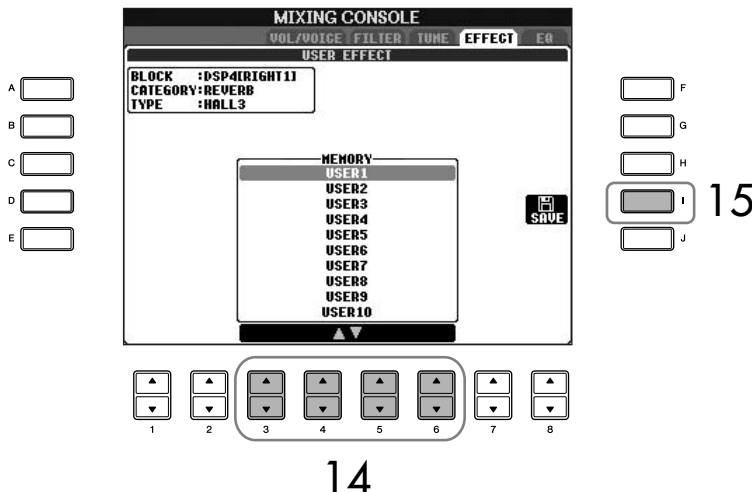 MIXING CONSOLE
VOL/VOICE FILTER TUNE EFFECT EQ
USER EFFECT
BLOCK :DSP4[RIGHT1]
CATEGORY:REVERB
TYPE :HALL3
A
B
C
D
E
MEMORY
USER1
USER2
USER3
USER4
USER5
USER6
USER7
USER8
USER9
USER10
SAVE
F
G
H
I
J
15
1 2 3 4 5 6 7 8
14